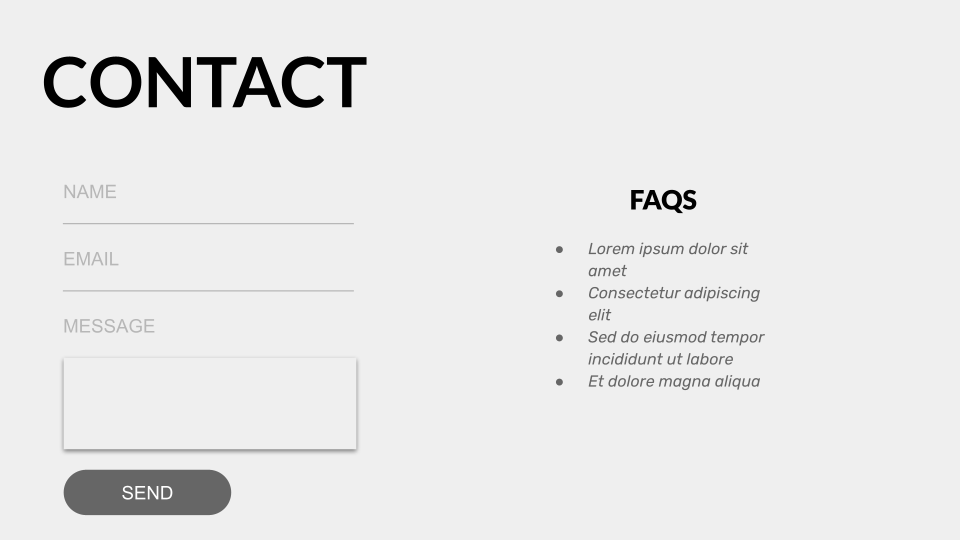 CONTACT
NAME
EMAIL
MESSAGE
SEND
FAQS
● Lorem ipsum dolor sit
amet
● Consectetur adipiscing
elit
● Sed do eiusmod tempor
incididunt ut labore
● Et dolore magna aliqua